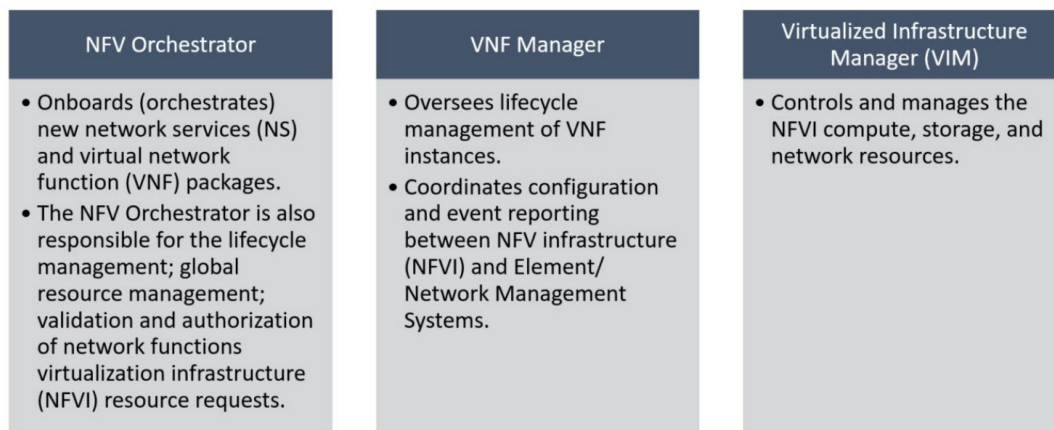 NFV Orchestrator
• Onboards (orchestrates)
new network services (NS)
and virtual network
function (VNF) packages.
• The NFV Orchestrator is also
responsible for the lifecycle
management; global
resource management;
validation and authorization
of network functions
virtualization infrastructure
(NFVI) resource requests.
VNF Manager
• Oversees lifecycle
management of VNF
instances.
• Coordinates configuration
and event reporting
between NFV infrastructure
(NFVI) and Element/
Network Management
Systems.
Virtualized Infrastructure
Manager (VIM)
• Controls and manages the
NFVI compute, storage, and
network resources.